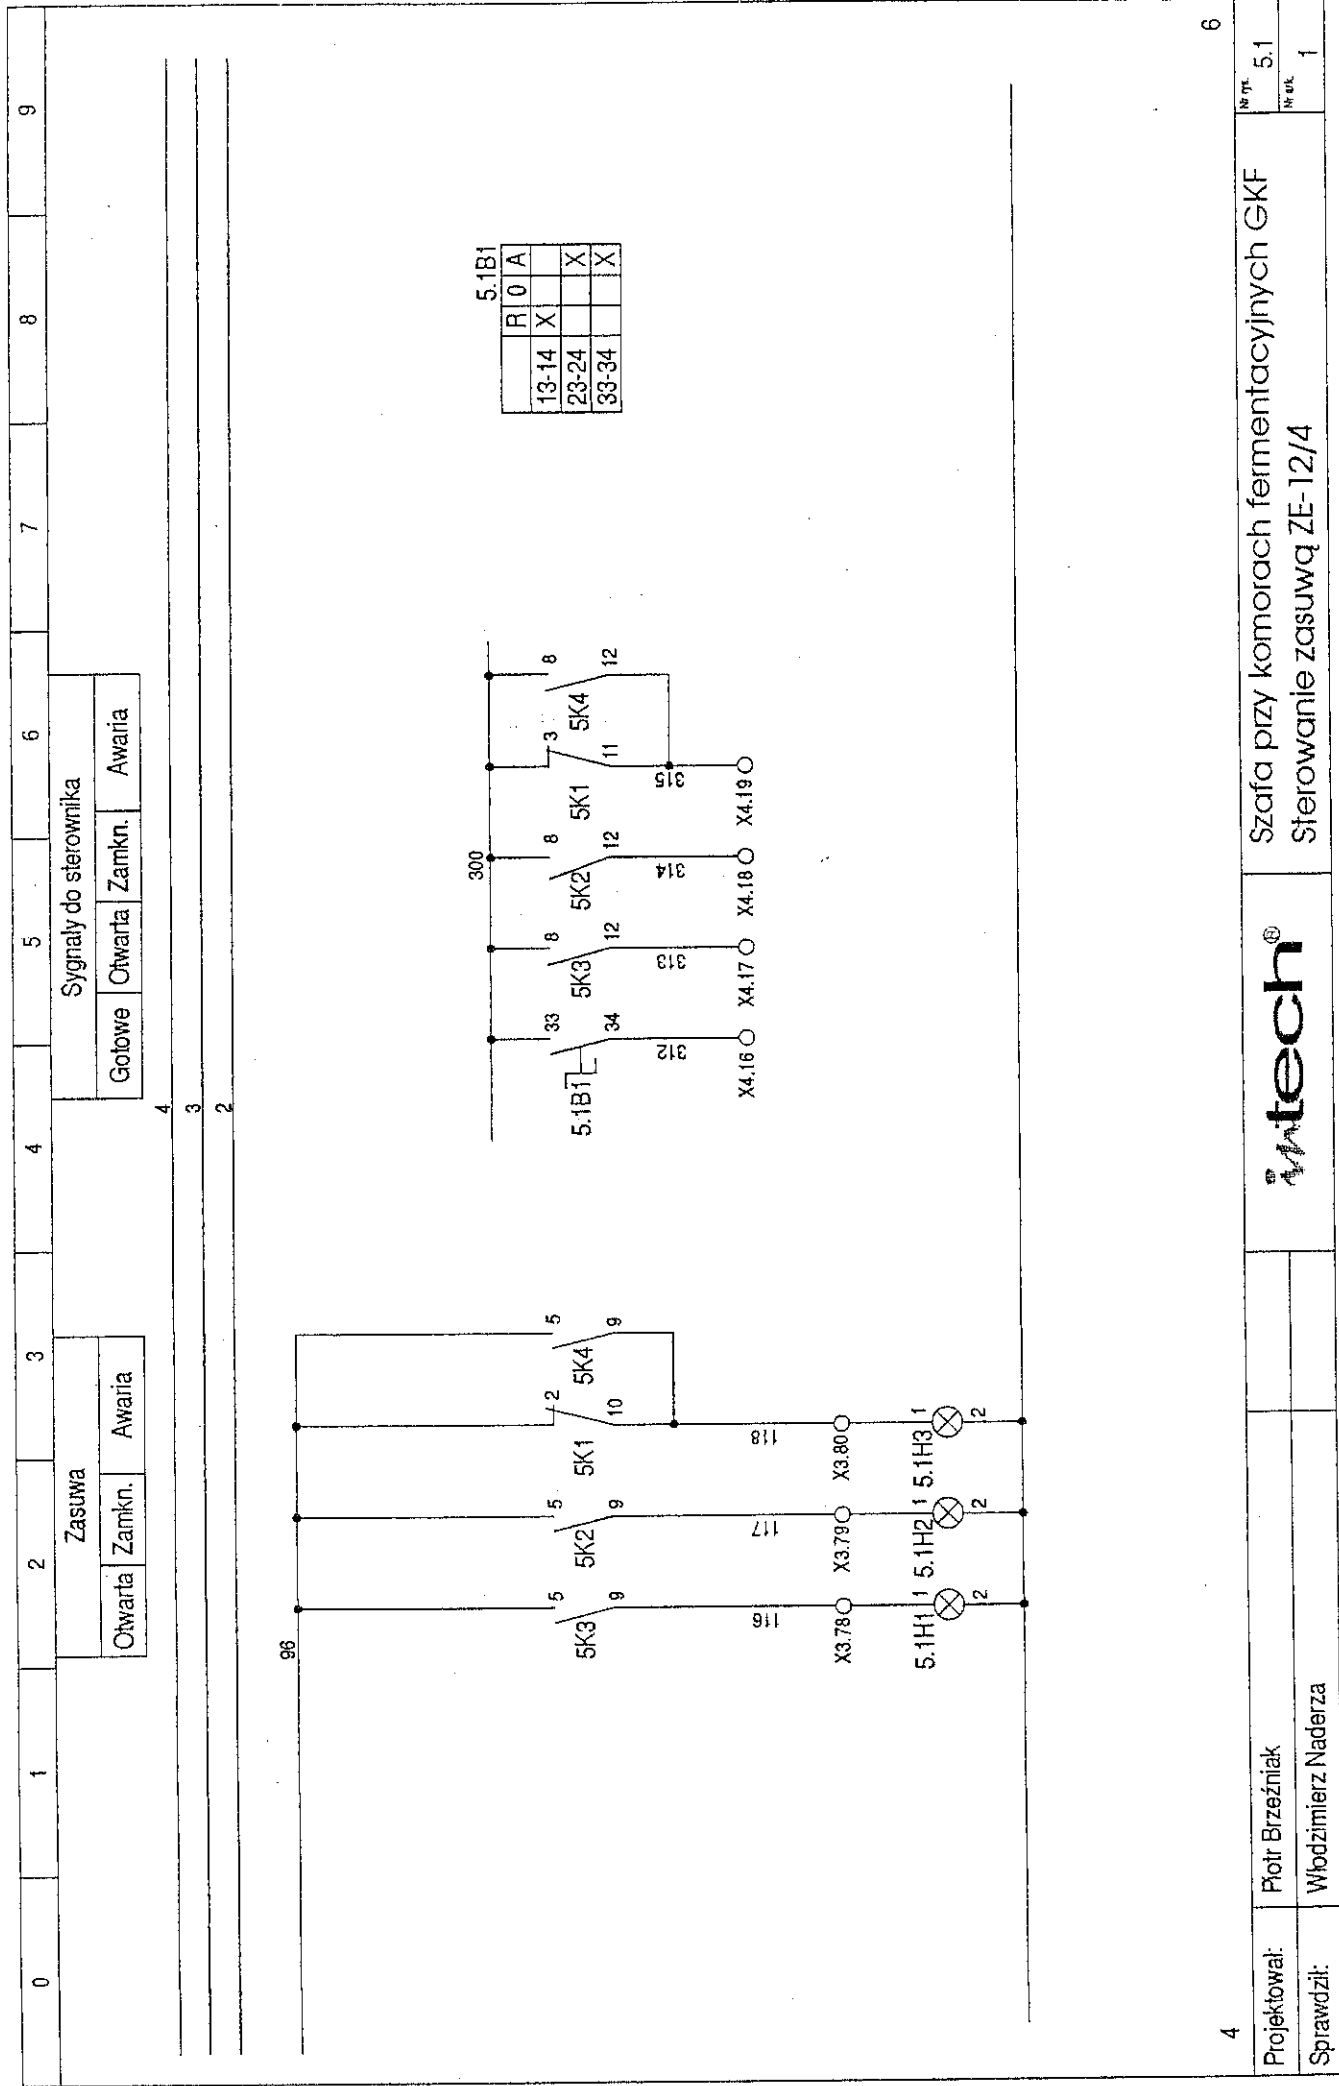 0 1 2 3 4 5 6 7 8 9
Zasuwa
Otwarta Zamkn. Awaria
Sygnały do sterownika
Gotowe Otwarta Zamkn. Awaria
4
3
2
96
300
5K3 5 9
5K2 5 9
5K1 2 10
5K4 5 9
116
117
118
X3.78
X3.79
X3.80
5.1H1 1 2
5.1H2 1 2
5.1H3 1 2
5.1B1 33 34
5K3 8 12
5K2 8 12
5K1 3 11
5K4 8 12
312
313
314
315
X4.16
X4.17
X4.18
X4.19
5.1B1
R 0 A
13-14 X
23-24 X
33-34 X
4
6
Projektował: Piotr Brzeźniak
Sprawdził: Włodzimierz Naderza
intech®
Szafa przy komorach fermentacyjnych GKF
Sterowanie zasuwą ZE-12/4
Nr rys. 5.1
Nr ark. 1